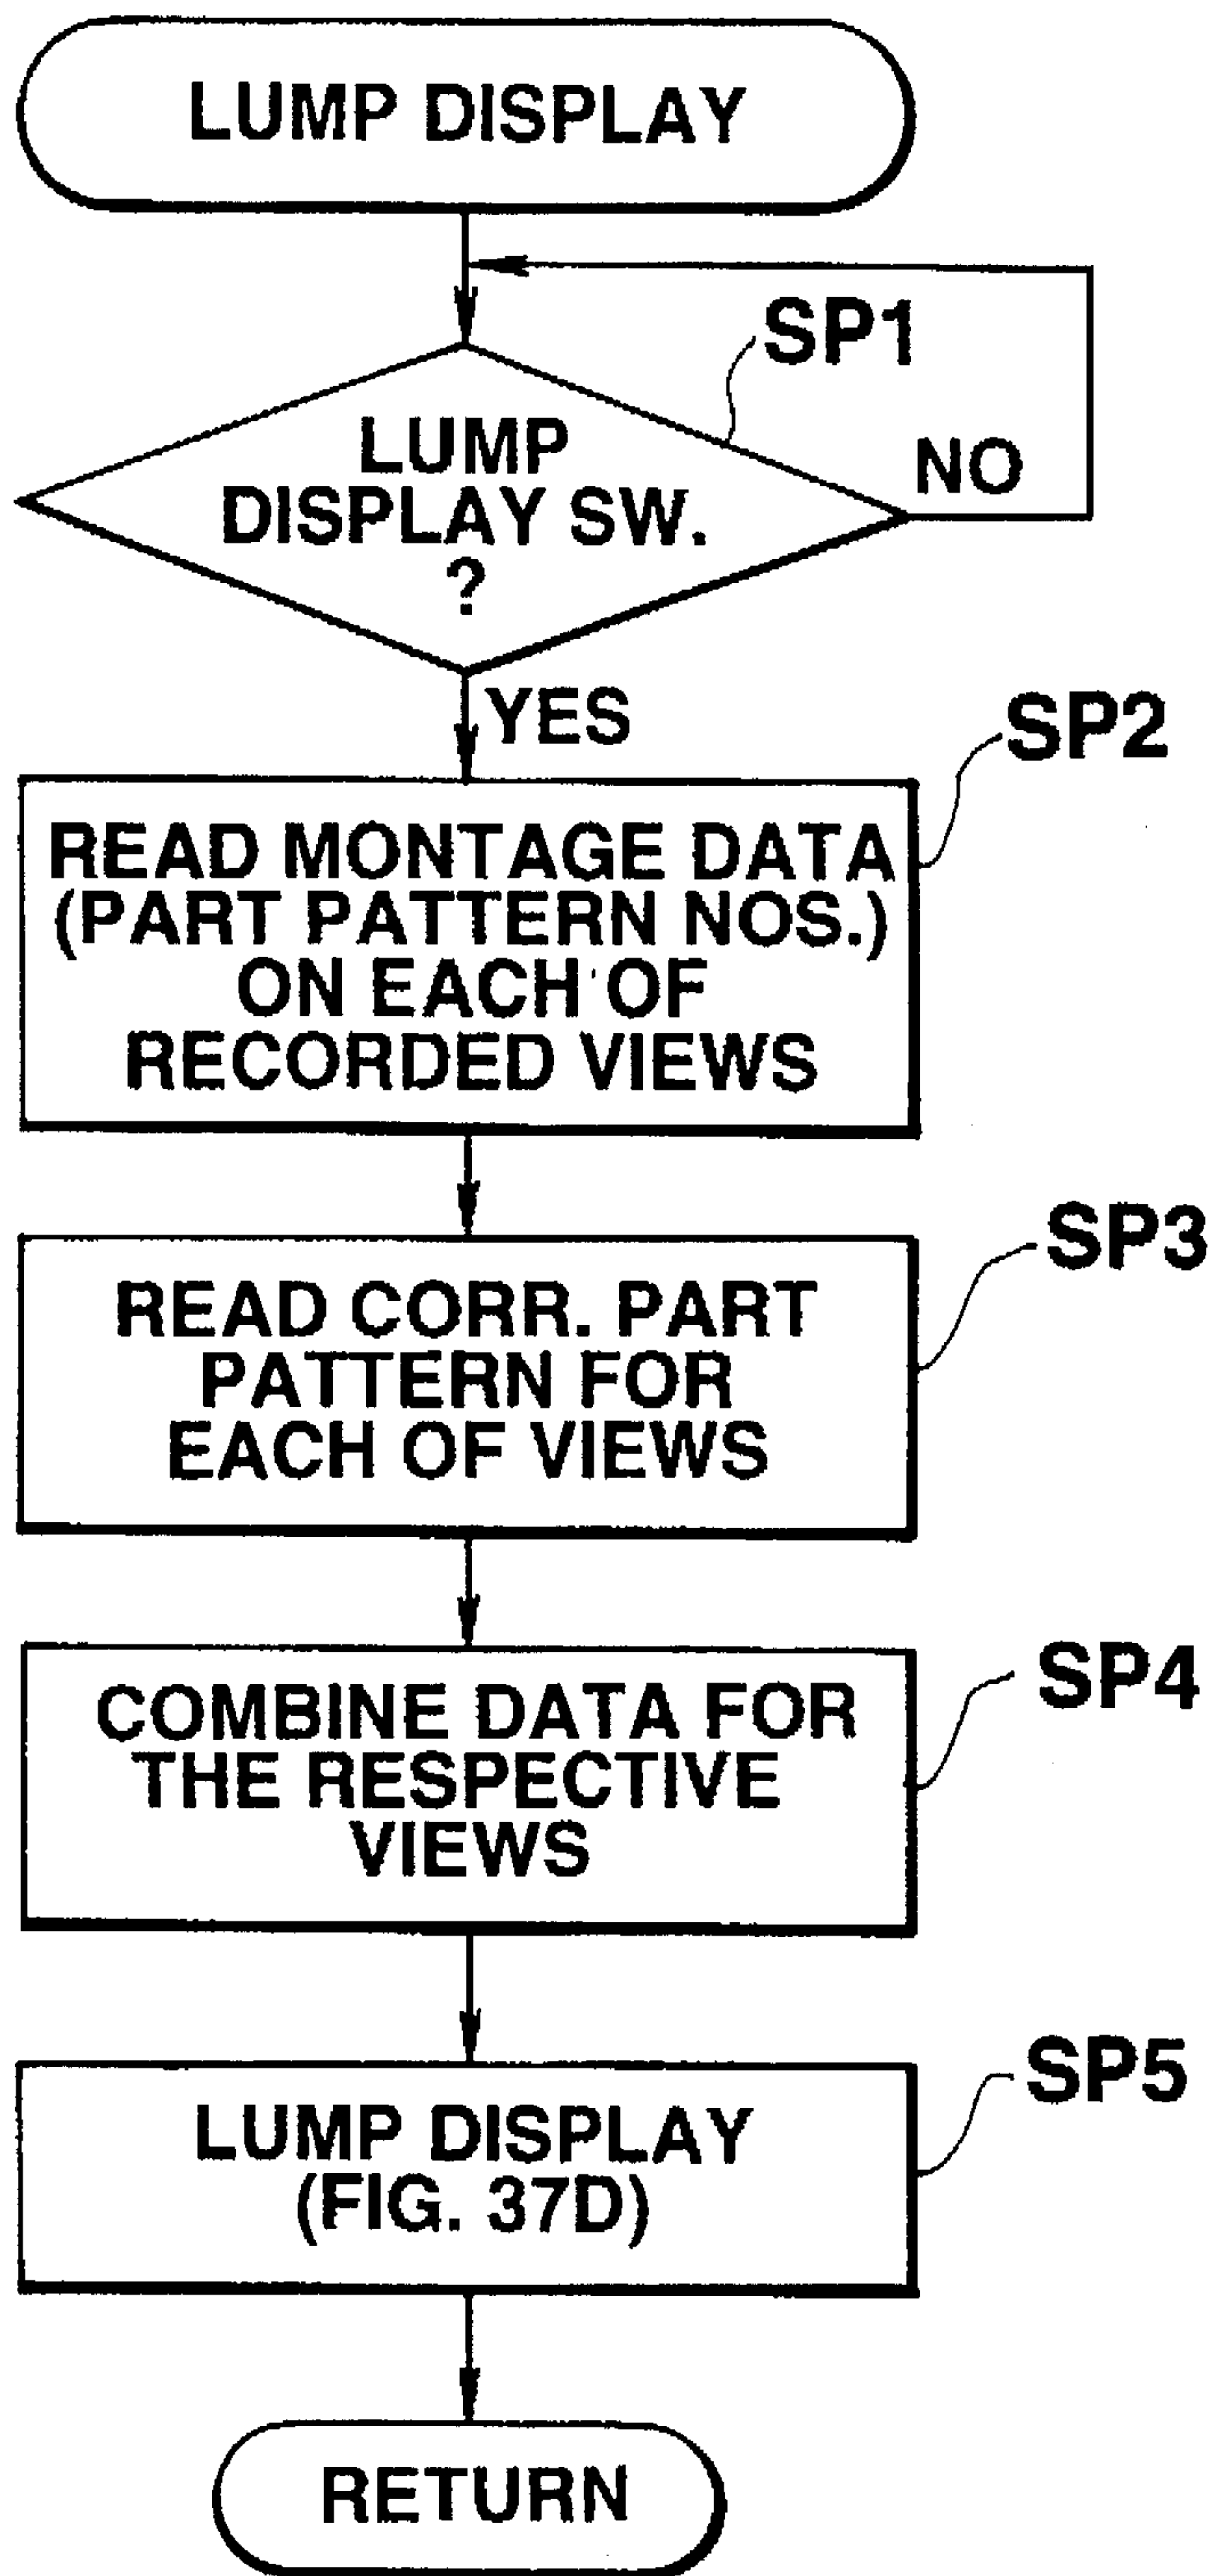 LUMP DISPLAY
SP1
LUMP
DISPLAY SW.
?
NO
YES
SP2
READ MONTAGE DATA
(PART PATTERN NOS.)
ON EACH OF
RECORDED VIEWS
SP3
READ CORR. PART
PATTERN FOR
EACH OF VIEWS
SP4
COMBINE DATA FOR
THE RESPECTIVE
VIEWS
SP5
LUMP DISPLAY
(FIG. 37D)
RETURN